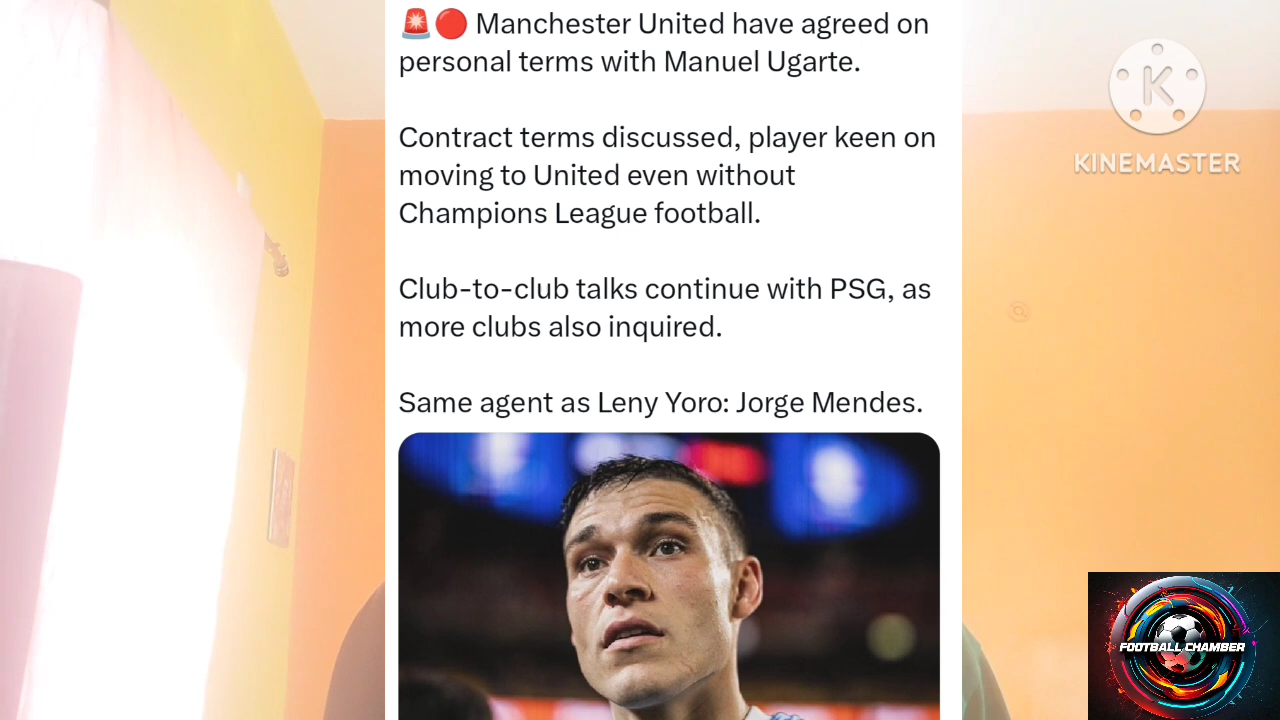 🚨🔴 Manchester United have agreed on
personal terms with Manuel Ugarte.
Contract terms discussed, player keen on
moving to United even without
Champions League football.
Club-to-club talks continue with PSG, as
more clubs also inquired.
Same agent as Leny Yoro: Jorge Mendes.
K
KINEMASTER
FOOTBALL CHAMBER